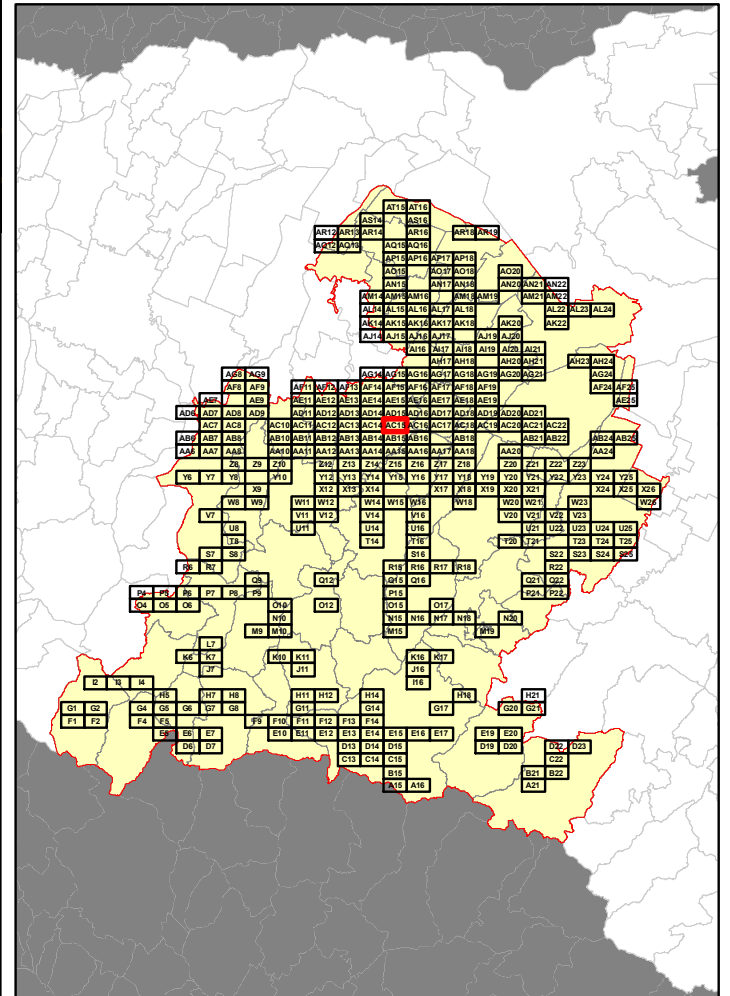 AT15 AT16
AS14 AS16
AR12 AR13 AR14 AR16 AR18 AR19
AQ12 AQ13 AQ15 AQ16
AP15 AP16 AP17 AP18
AO15 AO17 AO18 AO20
AN15 AN17 AN18 AN20 AN21 AN22
AM14 AM15 AM16 AM18 AM19 AM21 AM22
AL14 AL15 AL16 AL17 AL18 AL22 AL23 AL24
AK14 AK15 AK16 AK17 AK18 AK20 AK22
AJ14 AJ15 AJ16 AJ17 AJ19 AJ20
AI16 AI17 AI18 AI19 AI20 AI21
AH17 AH18 AH20 AH21 AH23 AH24
AG8 AG9 AG14 AG15 AG16 AG17 AG18 AG19 AG20 AG21 AG24
AF8 AF9 AF11 AF12 AF13 AF14 AF15 AF16 AF17 AF18 AF19 AF24 AF25
AE7 AE9 AE11 AE12 AE13 AE14 AE15 AE16 AE17 AE18 AE19 AE25
AD6 AD7 AD8 AD9 AD11 AD12 AD13 AD14 AD15 AD16 AD17 AD18 AD19 AD20 AD21
AC7 AC8 AC10 AC11 AC12 AC13 AC14 AC15 AC16 AC17 AC18 AC19 AC20 AC21 AC22
AB6 AB7 AB8 AB10 AB11 AB12 AB13 AB14 AB15 AB16 AB18 AB21 AB22 AB24 AB25
AA6 AA7 AA8 AA10 AA11 AA12 AA13 AA14 AA15 AA16 AA17 AA18 AA20 AA24
Z8 Z9 Z10 Z12 Z13 Z14 Z15 Z16 Z17 Z18 Z20 Z21 Z22 Z23
Y6 Y7 Y8 Y10 Y12 Y13 Y14 Y15 Y16 Y17 Y18 Y19 Y20 Y21 Y22 Y23 Y24 Y25
X9 X12 X13 X14 X17 X18 X19 X20 X21 X24 X25 X26
W8 W9 W11 W12 W14 W15 W16 W18 W20 W21 W23 W26
V7 V11 V12 V14 V16 V20 V21 V22 V23
U8 U11 U14 U16 U21 U22 U23 U24 U25
T8 T14 T16 T20 T21 T23 T24 T25
S7 S8 S16 S22 S23 S24 S25
R6 R7 R15 R16 R17 R18 R22
Q9 Q12 Q15 Q16 Q21 Q22
P4 P5 P6 P7 P8 P9 P15 P21 P22
O4 O5 O6 O10 O12 O15 O17
N10 N15 N16 N17 N18 N20
M9 M10 M15 M19
L7
K6 K7 K10 K11 K16 K17
J7 J11 J16
I2 I3 I4 I16
H5 H7 H8 H11 H12 H14 H18 H21
G1 G2 G4 G5 G6 G7 G8 G11 G14 G17 G20 G21
F1 F2 F4 F5 F9 F10 F11 F12 F13 F14
E5 E6 E7 E10 E11 E12 E13 E14 E15 E16 E17 E19 E20
D6 D7 D13 D14 D15 D19 D20 D22 D23
C13 C14 C15 C22
B15 B21 B22
A15 A16 A21